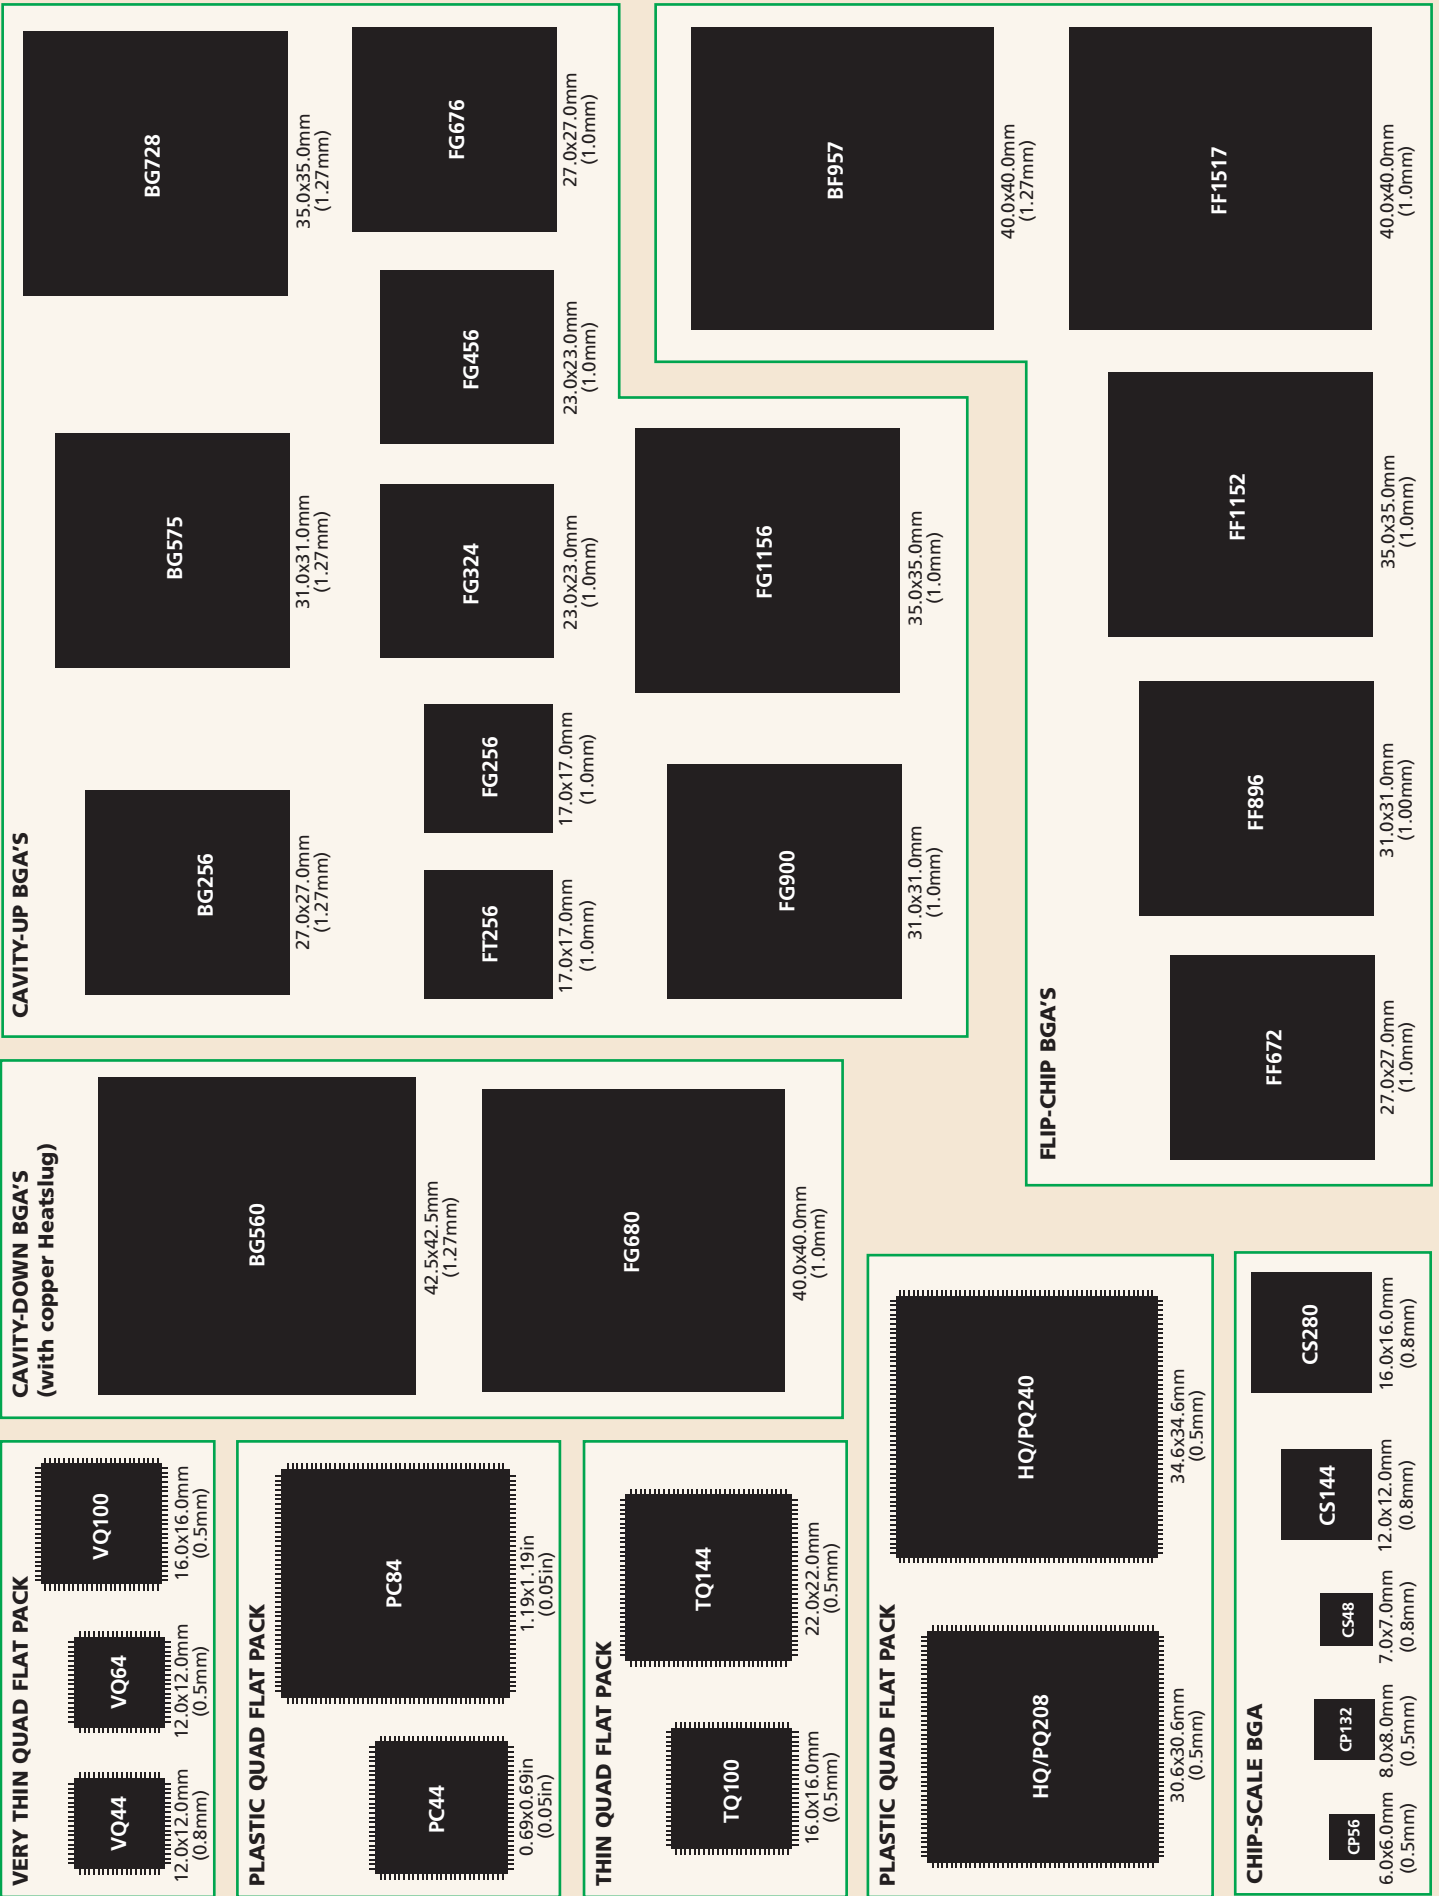 VERY THIN QUAD FLAT PACK
VQ44
12.0x12.0mm
(0.8mm)
VQ64
12.0x12.0mm
(0.5mm)
VQ100
16.0x16.0mm
(0.5mm)
PLASTIC QUAD FLAT PACK
PC44
0.69x0.69in
(0.05in)
PC84
1.19x1.19in
(0.05in)
THIN QUAD FLAT PACK
TQ100
16.0x16.0mm
(0.5mm)
TQ144
22.0x22.0mm
(0.5mm)
PLASTIC QUAD FLAT PACK
HQ/PQ208
30.6x30.6mm
(0.5mm)
HQ/PQ240
34.6x34.6mm
(0.5mm)
CHIP-SCALE BGA
CP56
6.0x6.0mm
(0.5mm)
CP132
8.0x8.0mm
(0.5mm)
CS48
7.0x7.0mm
(0.8mm)
CS144
12.0x12.0mm
(0.8mm)
CS280
16.0x16.0mm
(0.8mm)
CAVITY-DOWN BGA'S
(with copper Heatslug)
BG560
42.5x42.5mm
(1.27mm)
FG680
40.0x40.0mm
(1.0mm)
CAVITY-UP BGA'S
BG256
27.0x27.0mm
(1.27mm)
BG575
31.0x31.0mm
(1.27mm)
BG728
35.0x35.0mm
(1.27mm)
FT256
17.0x17.0mm
(1.0mm)
FG256
17.0x17.0mm
(1.0mm)
FG324
23.0x23.0mm
(1.0mm)
FG456
23.0x23.0mm
(1.0mm)
FG676
27.0x27.0mm
(1.0mm)
FG900
31.0x31.0mm
(1.0mm)
FG1156
35.0x35.0mm
(1.0mm)
FLIP-CHIP BGA'S
BF957
40.0x40.0mm
(1.27mm)
FF672
27.0x27.0mm
(1.0mm)
FF896
31.0x31.0mm
(1.00mm)
FF1152
35.0x35.0mm
(1.0mm)
FF1517
40.0x40.0mm
(1.0mm)